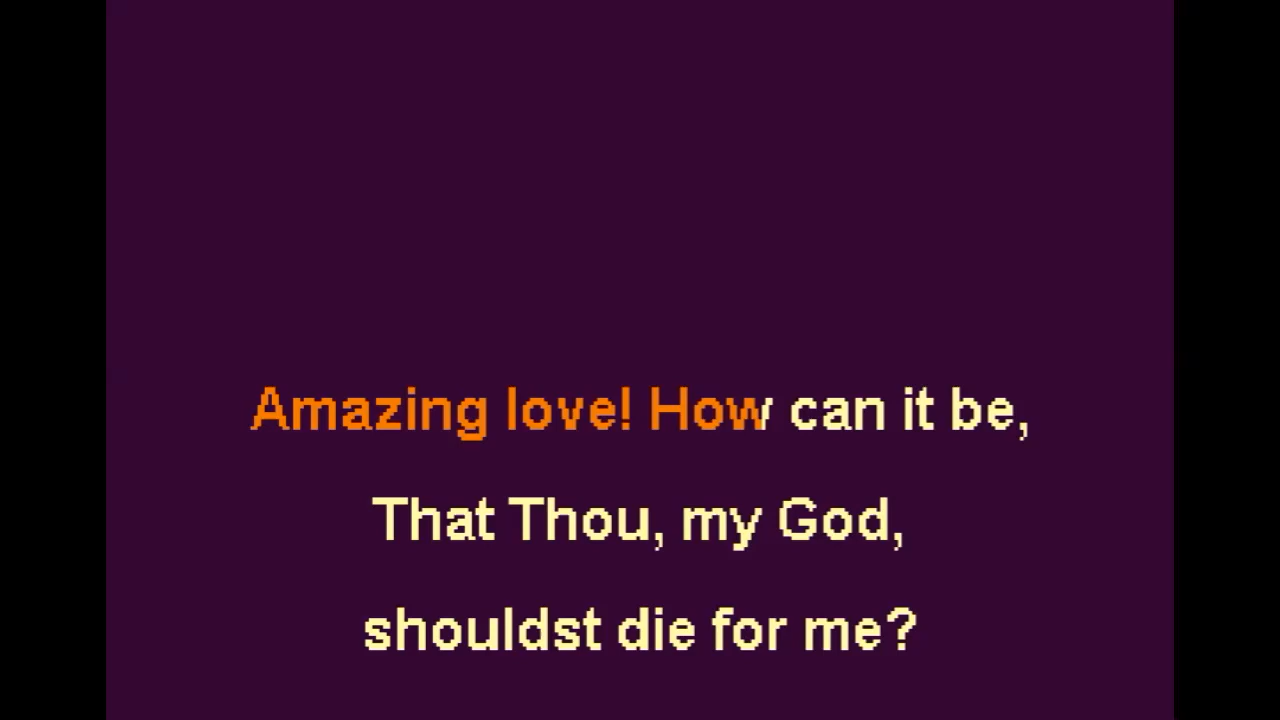 Amazing love! How can it be,
That Thou, my God,
shouldst die for me?